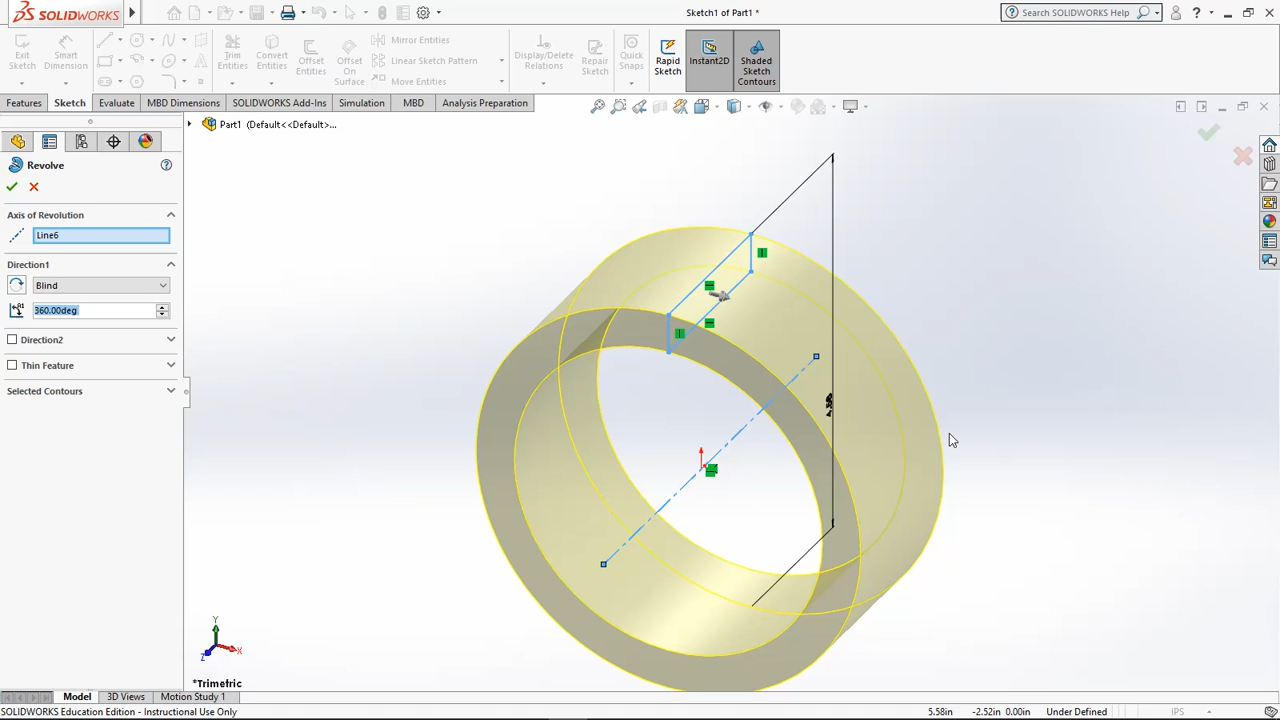 SOLIDWORKS
Sketch1 of Part1 *
Search SOLIDWORKS Help
Exit Sketch
Smart Dimension
Trim Entities
Convert Entities
Offset Entities
Offset On Surface
Mirror Entities
Linear Sketch Pattern
Move Entities
Display/Delete Relations
Repair Sketch
Quick Snaps
Rapid Sketch
Instant2D
Shaded Sketch Contours
Features
Sketch
Evaluate
MBD Dimensions
SOLIDWORKS Add-Ins
Simulation
MBD
Analysis Preparation
Part1 (Default<<Default>...
Revolve
Axis of Revolution
Line6
Direction1
Blind
360.00deg
Direction2
Thin Feature
Selected Contours
Y
X
Z
*Trimetric
Model
3D Views
Motion Study 1
SOLIDWORKS Education Edition - Instructional Use Only
5.58in
-2.52in
0.00in
Under Defined
IPS